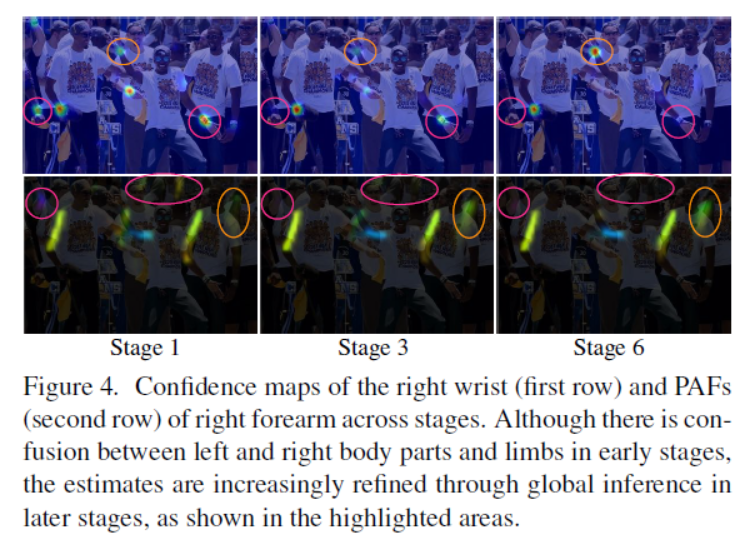 Stage 1 Stage 3 Stage 6
Figure 4. Confidence maps of the right wrist (first row) and PAFs
(second row) of right forearm across stages. Although there is con-
fusion between left and right body parts and limbs in early stages,
the estimates are increasingly refined through global inference in
later stages, as shown in the highlighted areas.